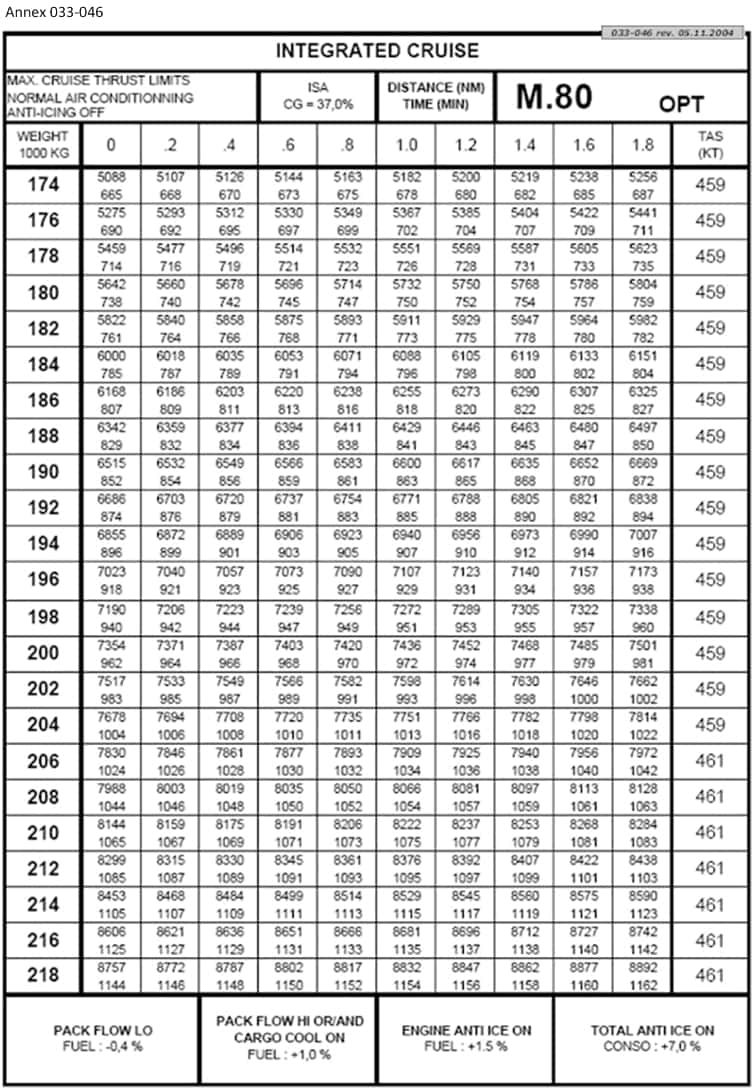 Annex 033-046
033-046 rev. 05.11.2004
INTEGRATED CRUISE
MAX. CRUISE THRUST LIMITS
NORMAL AIR CONDITIONNING
ANTI-ICING OFF
ISA
CG = 37,0%
DISTANCE (NM)
TIME (MIN)
M.80 OPT
WEIGHT
1000 KG
0 .2 .4 .6 .8 1.0 1.2 1.4 1.6 1.8
TAS
(KT)
174
5088 5107 5126 5144 5163 5182 5200 5219 5238 5256
665 668 670 673 675 678 680 682 685 687
459
176
5275 5293 5312 5330 5349 5367 5385 5404 5422 5441
690 692 695 697 699 702 704 707 709 711
459
178
5459 5477 5496 5514 5532 5551 5569 5587 5605 5623
714 716 719 721 723 726 728 731 733 735
459
180
5642 5660 5678 5696 5714 5732 5750 5768 5786 5804
738 740 742 745 747 750 752 754 757 759
459
182
5822 5840 5858 5875 5893 5911 5929 5947 5964 5982
761 764 766 768 771 773 775 778 780 782
459
184
6000 6018 6035 6053 6071 6088 6105 6119 6133 6151
785 787 789 791 794 796 798 800 802 804
459
186
6168 6186 6203 6220 6238 6255 6273 6290 6307 6325
807 809 811 813 816 818 820 822 825 827
459
188
6342 6359 6377 6394 6411 6429 6446 6463 6480 6497
829 832 834 836 838 841 843 845 847 850
459
190
6515 6532 6549 6566 6583 6600 6617 6635 6652 6669
852 854 856 859 861 863 865 868 870 872
459
192
6686 6703 6720 6737 6754 6771 6788 6805 6821 6838
874 876 879 881 883 885 888 890 892 894
459
194
6855 6872 6889 6906 6923 6940 6956 6973 6990 7007
896 899 901 903 905 907 910 912 914 916
459
196
7023 7040 7057 7073 7090 7107 7123 7140 7157 7173
918 921 923 925 927 929 931 934 936 938
459
198
7190 7206 7223 7239 7256 7272 7289 7305 7322 7338
940 942 944 947 949 951 953 955 957 960
459
200
7354 7371 7387 7403 7420 7436 7452 7468 7485 7501
962 964 966 968 970 972 974 977 979 981
459
202
7517 7533 7549 7566 7582 7598 7614 7630 7646 7662
983 985 987 989 991 993 996 998 1000 1002
459
204
7678 7694 7708 7720 7735 7751 7766 7782 7798 7814
1004 1006 1008 1010 1011 1013 1016 1018 1020 1022
459
206
7830 7846 7861 7877 7893 7909 7925 7940 7956 7972
1024 1026 1028 1030 1032 1034 1036 1038 1040 1042
461
208
7988 8003 8019 8035 8050 8066 8081 8097 8113 8128
1044 1046 1048 1050 1052 1054 1057 1059 1061 1063
461
210
8144 8159 8175 8191 8206 8222 8237 8253 8268 8284
1065 1067 1069 1071 1073 1075 1077 1079 1081 1083
461
212
8299 8315 8330 8345 8361 8376 8392 8407 8422 8438
1085 1087 1089 1091 1093 1095 1097 1099 1101 1103
461
214
8453 8468 8484 8499 8514 8529 8545 8560 8575 8590
1105 1107 1109 1111 1113 1115 1117 1119 1121 1123
461
216
8606 8621 8636 8651 8666 8681 8696 8712 8727 8742
1125 1127 1129 1131 1133 1135 1137 1138 1140 1142
461
218
8757 8772 8787 8802 8817 8832 8847 8862 8877 8892
1144 1146 1148 1150 1152 1154 1156 1158 1160 1162
461
PACK FLOW LO
FUEL : -0,4 %
PACK FLOW HI OR/AND
CARGO COOL ON
FUEL : +1,0 %
ENGINE ANTI ICE ON
FUEL : +1.5 %
TOTAL ANTI ICE ON
CONSO : +7,0 %